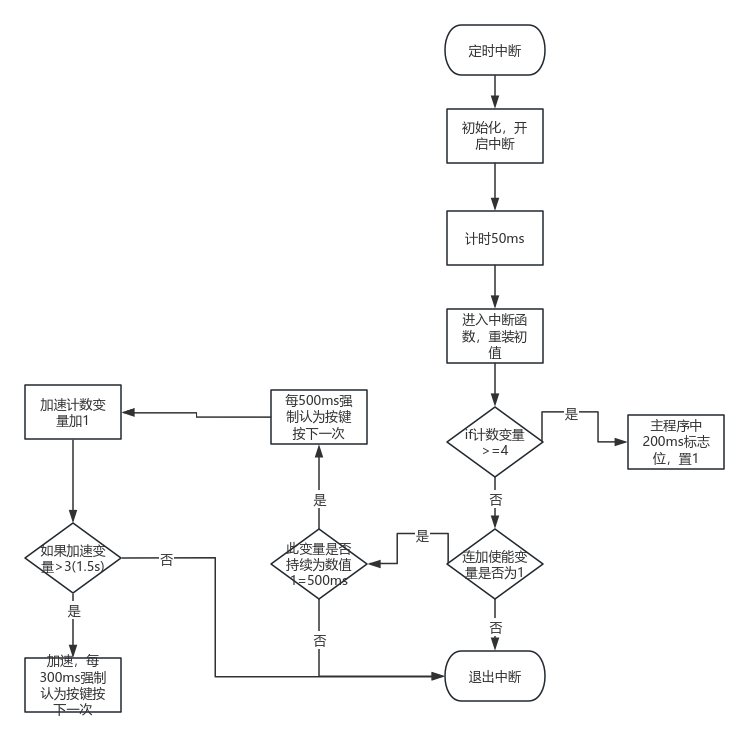 定时中断
初始化，开
启中断
计时50ms
进入中断函
数，重装初
值
if计数变量
>=4
是
主程序中
200ms标志
位，置1
否
连加使能变
量是否为1
是
否
此变量是否
持续为数值
1=500ms
是
否
每500ms强
制认为按键
按下一次
加速计数变
量加1
如果加速变
量>3(1.5s)
否
是
加速，每
300ms强制
认为按键按
下一次
退出中断